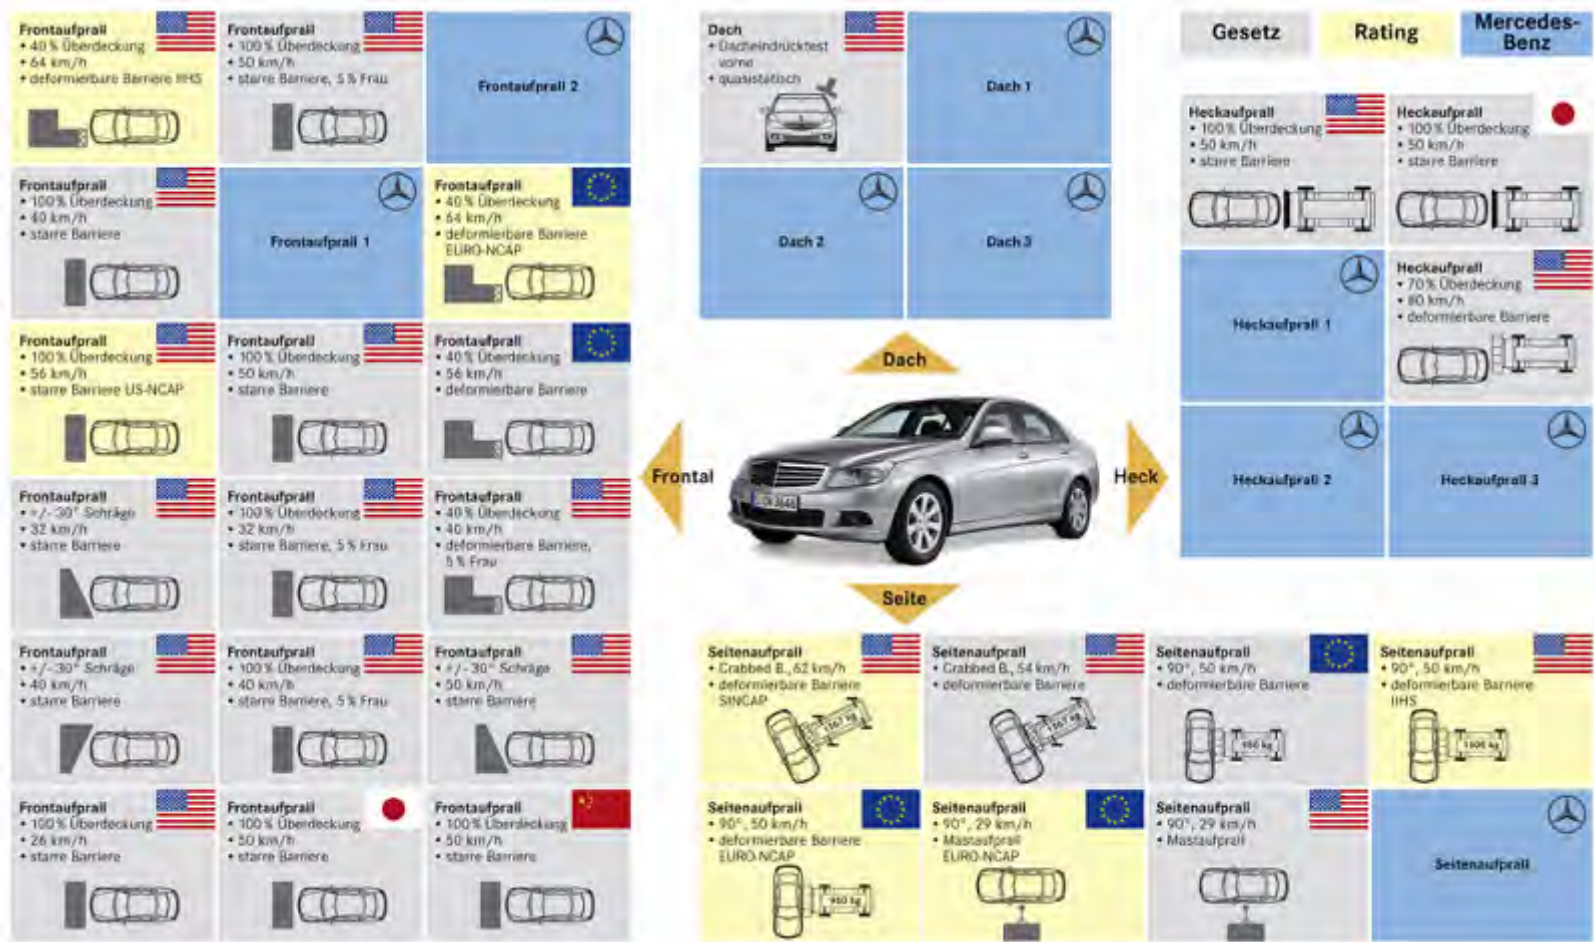 Frontaufprall
• 40 % Überdeckung
• 64 km/h
• deformierbare Barriere IIHS
Frontaufprall
• 100 % Überdeckung
• 50 km/h
• starre Barriere, 5 % Frau
Frontaufprall 2
Frontaufprall
• 100 % Überdeckung
• 40 km/h
• starre Barriere
Frontaufprall 1
Frontaufprall
• 40 % Überdeckung
• 64 km/h
• deformierbare Barriere
EURO-NCAP
Frontaufprall
• 100 % Überdeckung
• 56 km/h
• starre Barriere US-NCAP
Frontaufprall
• 100 % Überdeckung
• 50 km/h
• starre Barriere
Frontaufprall
• 40 % Überdeckung
• 56 km/h
• deformierbare Barriere
Frontaufprall
• +/- 30° Schräge
• 32 km/h
• starre Barriere
Frontaufprall
• 100 % Überdeckung
• 32 km/h
• starre Barriere, 5 % Frau
Frontaufprall
• 40 % Überdeckung
• 40 km/h
• deformierbare Barriere,
5 % Frau
Frontaufprall
• +/- 30° Schräge
• 40 km/h
• starre Barriere
Frontaufprall
• 100 % Überdeckung
• 40 km/h
• starre Barriere, 5 % Frau
Frontaufprall
• +/- 30° Schräge
• 50 km/h
• starre Barriere
Frontaufprall
• 100 % Überdeckung
• 26 km/h
• starre Barriere
Frontaufprall
• 100 % Überdeckung
• 50 km/h
• starre Barriere
Frontaufprall
• 100 % Überdeckung
• 50 km/h
• starre Barriere
Dach
• Dacheindrücktest
vorne
• quasistatisch
Dach 1
Dach 2
Dach 3
Dach
Frontal
Heck
Seite
Gesetz
Rating
Mercedes-
Benz
Heckaufprall
• 100 % Überdeckung
• 50 km/h
• starre Barriere
Heckaufprall
• 100 % Überdeckung
• 50 km/h
• starre Barriere
Heckaufprall 1
Heckaufprall
• 70 % Überdeckung
• 80 km/h
• deformierbare Barriere
Heckaufprall 2
Heckaufprall 3
Seitenaufprall
• Crabbed B., 62 km/h
• deformierbare Barriere
SINCAP
1367 kg
Seitenaufprall
• Crabbed B., 54 km/h
• deformierbare Barriere
1367 kg
Seitenaufprall
• 90°, 50 km/h
• deformierbare Barriere
950 kg
Seitenaufprall
• 90°, 50 km/h
• deformierbare Barriere
IIHS
1500 kg
Seitenaufprall
• 90°, 50 km/h
• deformierbare Barriere
EURO-NCAP
950 kg
Seitenaufprall
• 90°, 29 km/h
• Mastaufprall
EURO-NCAP
Seitenaufprall
• 90°, 29 km/h
• Mastaufprall
Seitenaufprall